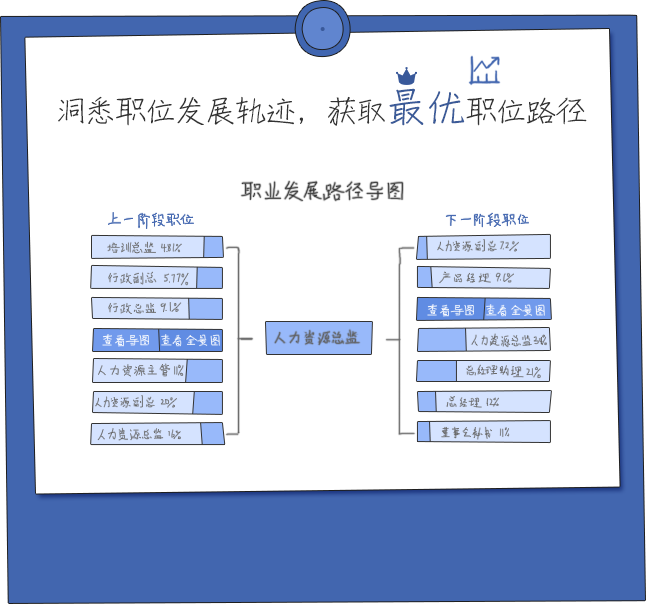 洞悉职位发展轨迹，获取最优职位路径
职业发展路径导图
上一阶段职位
下一阶段职位
培训总监 4.81%
行政副总 5.77%
行政总监 9.6%
查看导图 查看全景图
人力资源主管 11%
人力资源副总 20%
人力资源总监 36%
人力资源总监
人力资源副总 7.2%
产品经理 9.6%
查看导图 查看全景图
人力资源总监
总经理助理 21%
总经理 12%
董事会秘书 11%